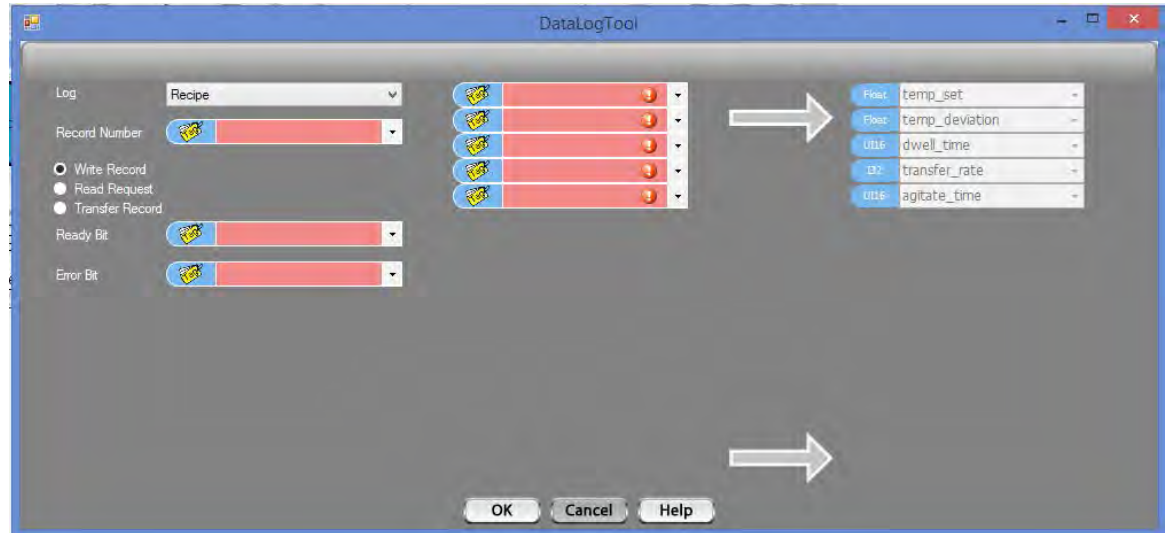 DataLogTool
Log
Recipe
Record Number
Write Record
Read Request
Transfer Record
Ready Bit
Error Bit
Float temp_set
Float temp_deviation
UI16 dwell_time
I32 transfer_rate
UI16 agitate_time
OK
Cancel
Help